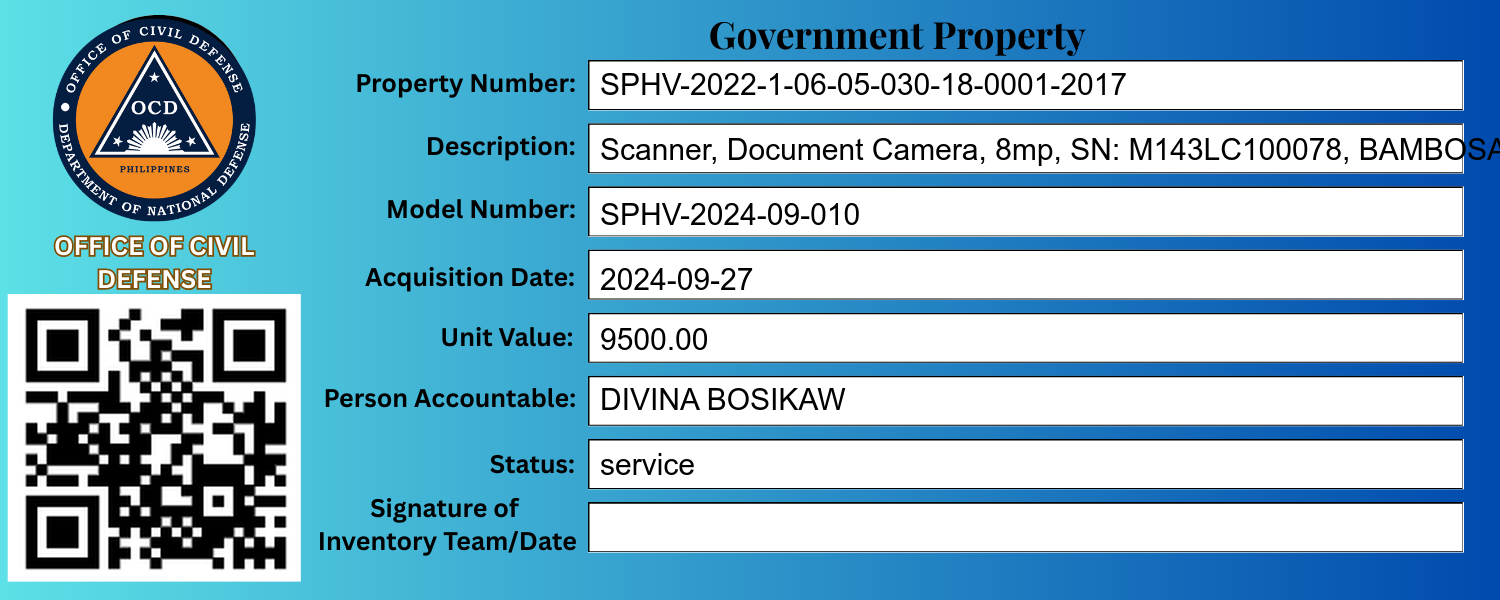 Government Property
OFFICE OF CIVIL DEFENSE
DEPARTMENT OF NATIONAL DEFENSE
OCD
PHILIPPINES
OFFICE OF CIVIL
DEFENSE
Property Number: SPHV-2022-1-06-05-030-18-0001-2017
Description: Scanner, Document Camera, 8mp, SN: M143LC100078, BAMBOSA
Model Number: SPHV-2024-09-010
Acquisition Date: 2024-09-27
Unit Value: 9500.00
Person Accountable: DIVINA BOSIKAW
Status: service
Signature of
Inventory Team/Date